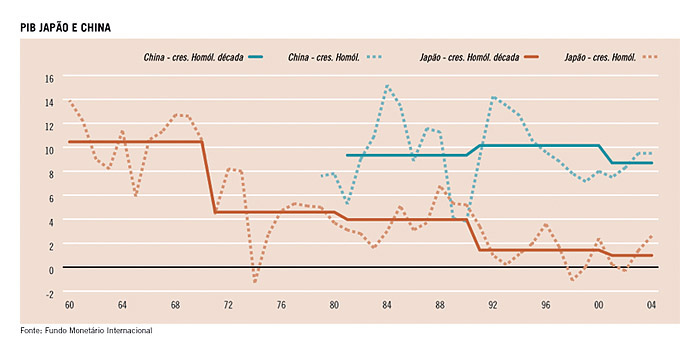 PIB JAPÃO E CHINA
China - cres. Homól. década China - cres. Homól. Japão - cres. Homól. década Japão - cres. Homól.
16
14
12
10
8
6
4
2
0
-2
60 64 68 72 76 80 84 88 92 96 00 04
Fonte: Fundo Monetário Internacional